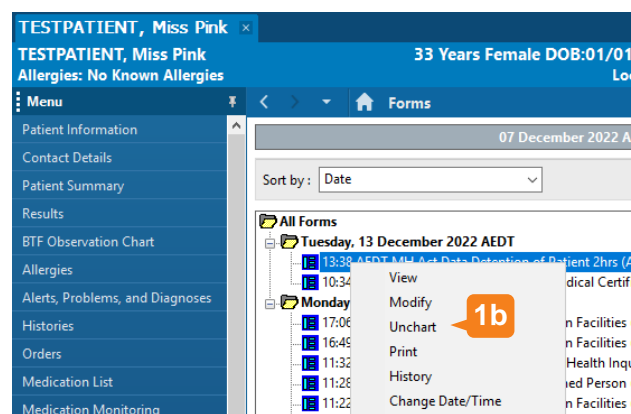 TESTPATIENT, Miss Pink ×
TESTPATIENT, Miss Pink 33 Years Female DOB:01/01
Allergies: No Known Allergies Lo
Menu Forms
Patient Information
07 December 2022 A
Contact Details
Patient Summary
Sort by : Date
Results
All Forms
BTF Observation Chart
Tuesday, 13 December 2022 AEDT
Allergies
13:38 AEDT MH Act Data Detention of Patient 2hrs (A
Alerts, Problems, and Diagnoses
10:34 dical Certif
View
Histories
Monday
Modify
17:06 n Facilities
Unchart
1b
Orders
16:49 n Facilities
Print
11:32 Health Inqu
Medication List
History
11:28 ned Person
Medication Monitoring
Change Date/Time
11:22 n Facilities